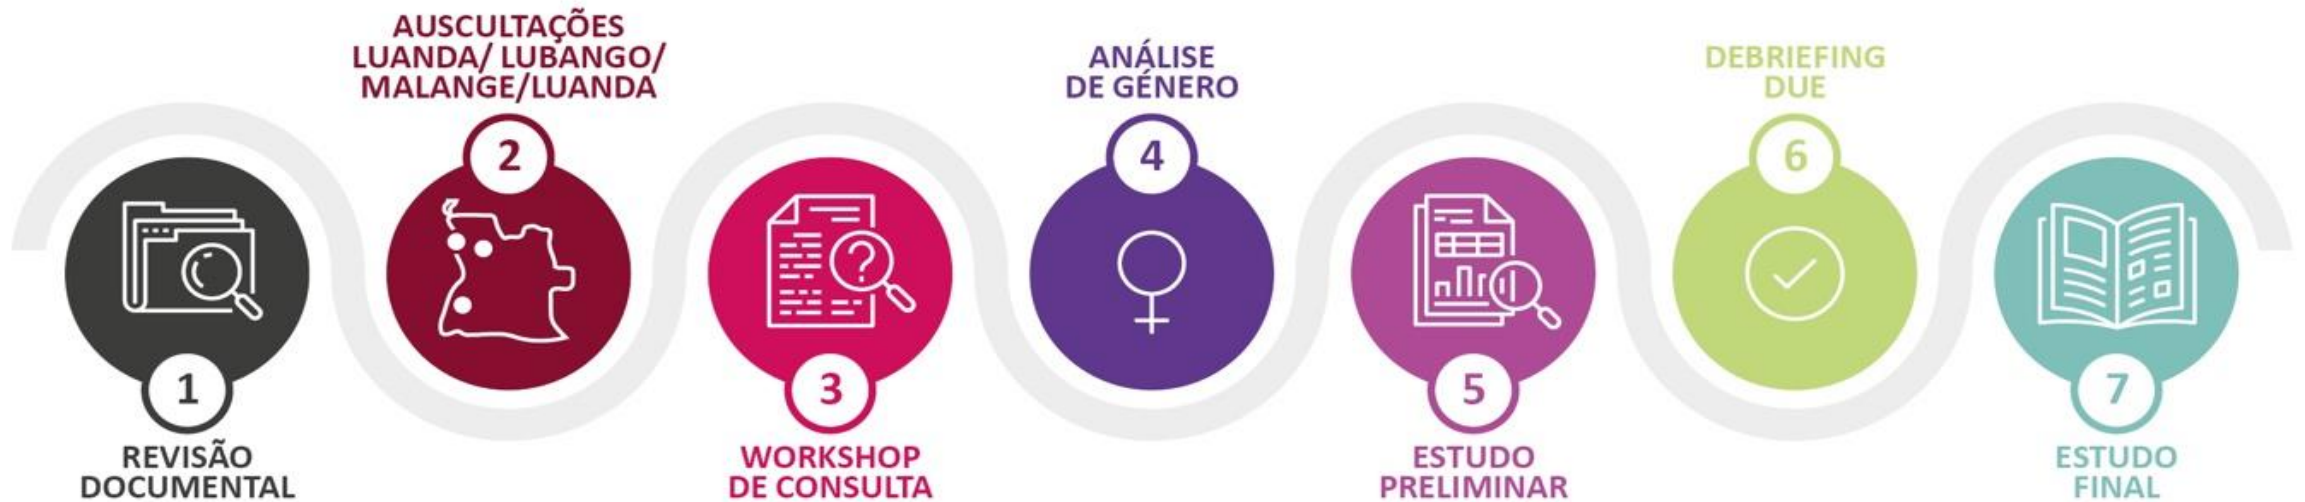 1
REVISÃO
DOCUMENTAL
AUSCULTAÇÕES
LUANDA/ LUBANGO/
MALANGE/LUANDA
2
3
WORKSHOP
DE CONSULTA
ANÁLISE
DE GÉNERO
4
?
5
ESTUDO
PRELIMINAR
DEBRIEFING
DUE
6
7
ESTUDO
FINAL